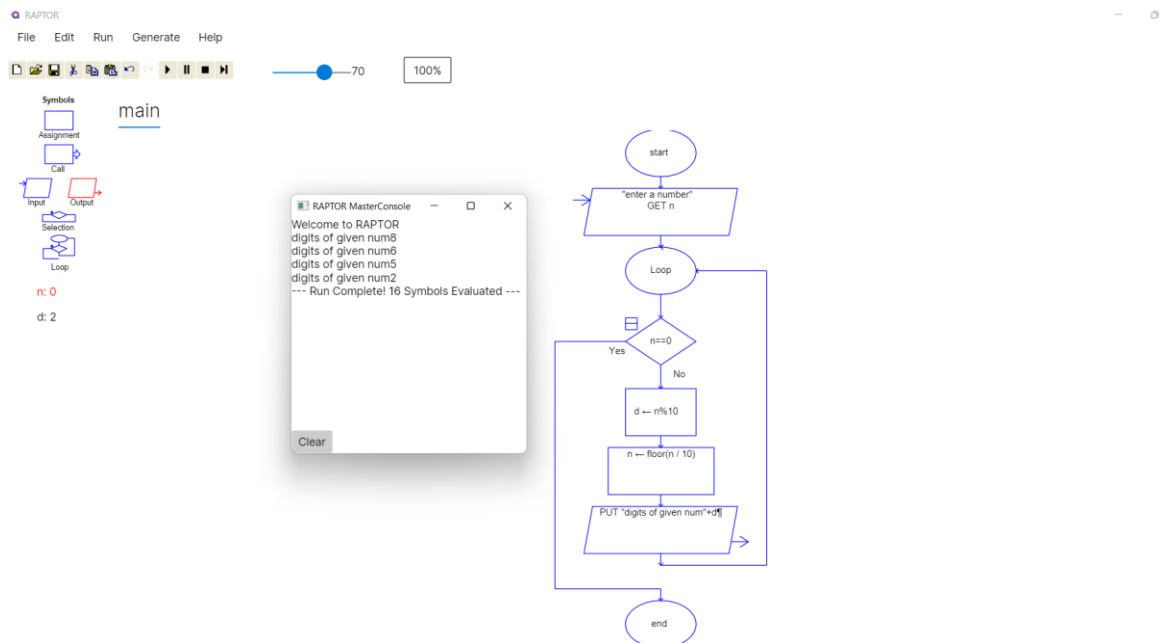 RAPTOR
File Edit Run Generate Help
70
100%
Symbols
main
Assignment
Call
Input Output
Selection
Loop
n: 0
d: 2
RAPTOR MasterConsole
Welcome to RAPTOR
digits of given num8
digits of given num6
digits of given num5
digits of given num2
--- Run Complete! 16 Symbols Evaluated ---
Clear
start
"enter a number"
GET n
Loop
n==0
Yes
No
d ← n%10
n ← floor(n / 10)
PUT "digits of given num"+d¶
end